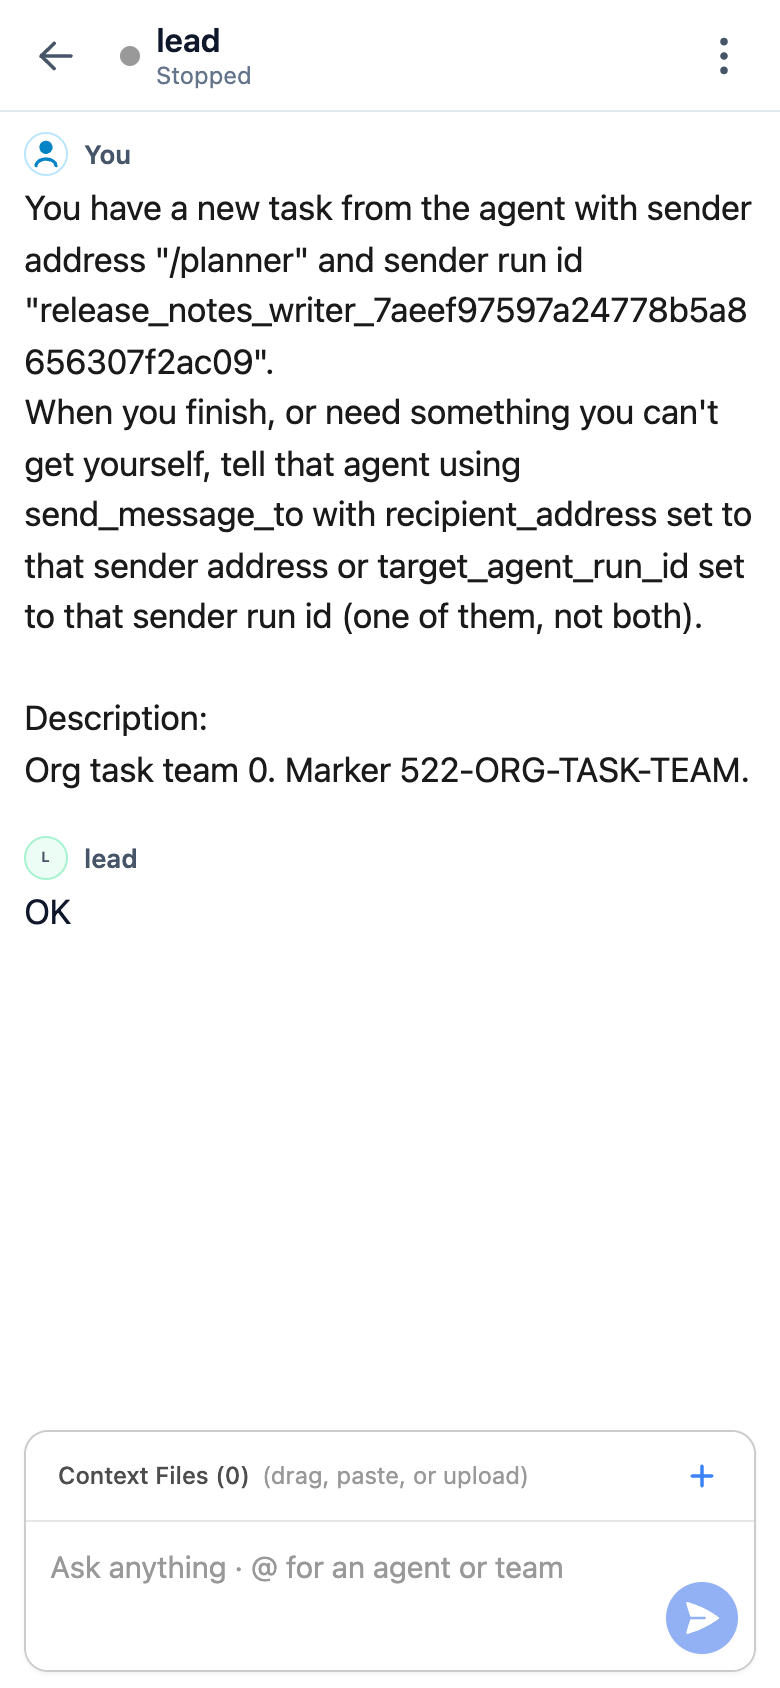 lead
Stopped
You
You have a new task from the agent with sender
address "/planner" and sender run id
"release_notes_writer_7aeef97597a24778b5a8
656307f2ac09".
When you finish, or need something you can't
get yourself, tell that agent using
send_message_to with recipient_address set to
that sender address or target_agent_run_id set
to that sender run id (one of them, not both).
Description:
Org task team 0. Marker 522-ORG-TASK-TEAM.
L lead
OK
Context Files (0) (drag, paste, or upload)
Ask anything · @ for an agent or team